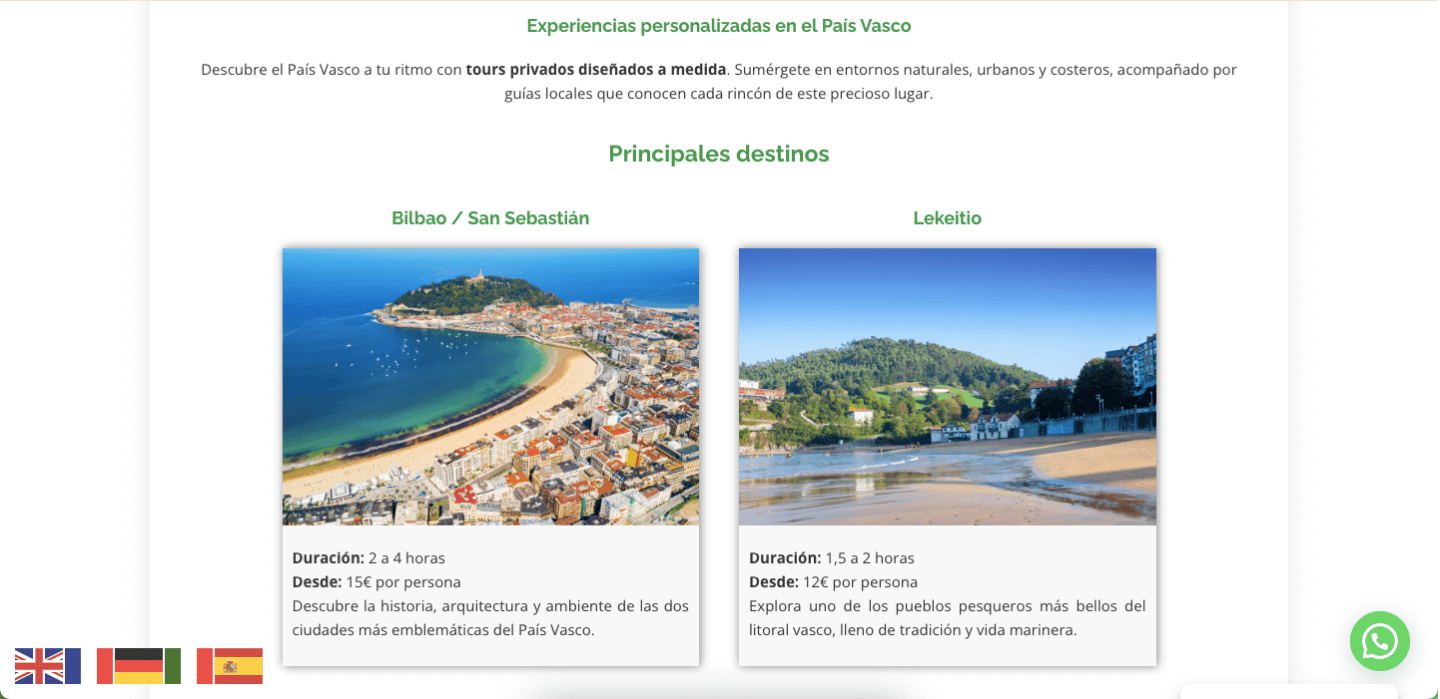 Experiencias personalizadas en el País Vasco
Descubre el País Vasco a tu ritmo con tours privados diseñados a medida. Sumérgete en entornos naturales, urbanos y costeros, acompañado por
guías locales que conocen cada rincón de este precioso lugar.
Principales destinos
Bilbao / San Sebastián
Duración: 2 a 4 horas
Desde: 15€ por persona
Descubre la historia, arquitectura y ambiente de las dos
ciudades más emblemáticas del País Vasco.
Lekeitio
Duración: 1,5 a 2 horas
Desde: 12€ por persona
Explora uno de los pueblos pesqueros más bellos del
litoral vasco, lleno de tradición y vida marinera.